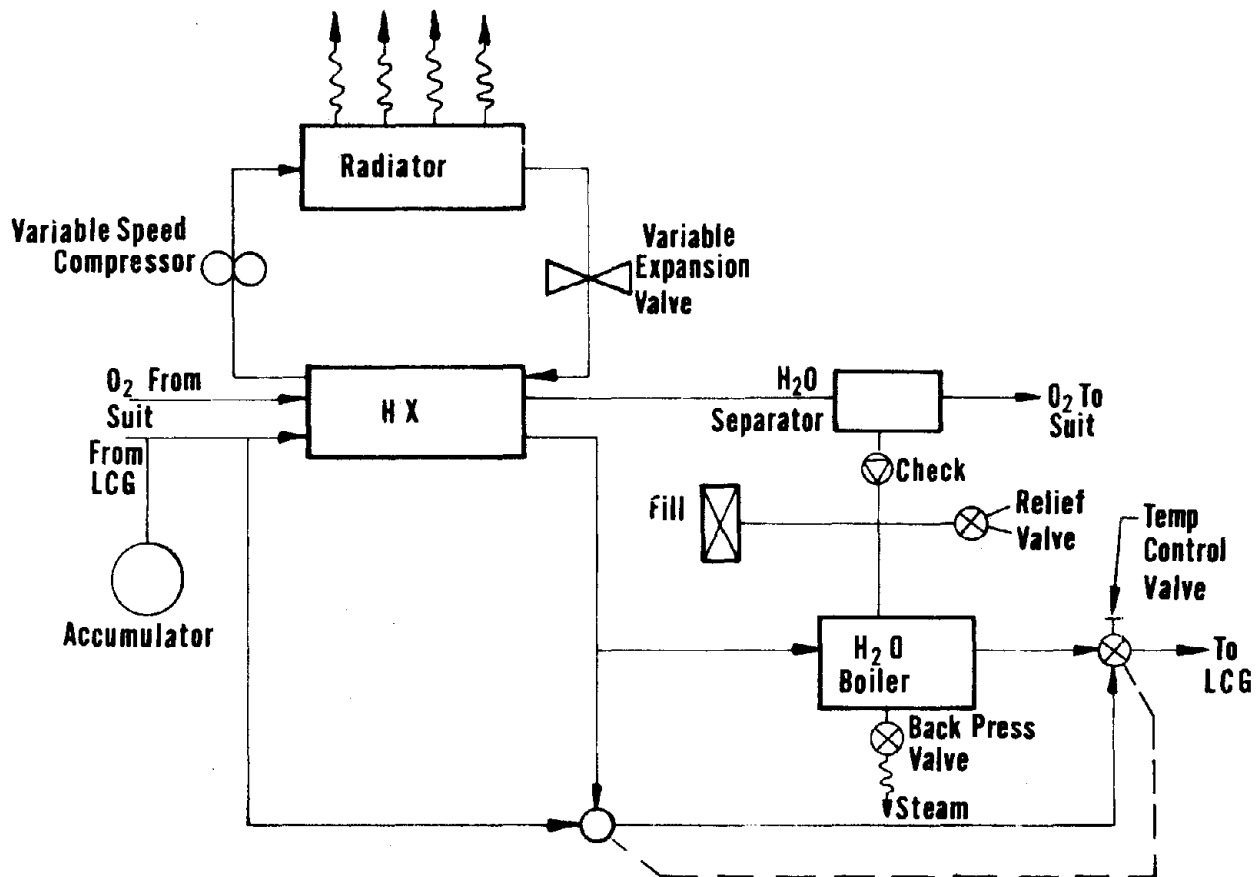 Radiator
Variable Speed
Compressor
Variable
Expansion
Valve
O₂ From
Suit
From
LCG
HX
H₂O
Separator
O₂ To
Suit
Check
Fill
Relief
Valve
Temp
Control
Valve
Accumulator
H₂O
Boiler
To
LCG
Back Press
Valve
Steam